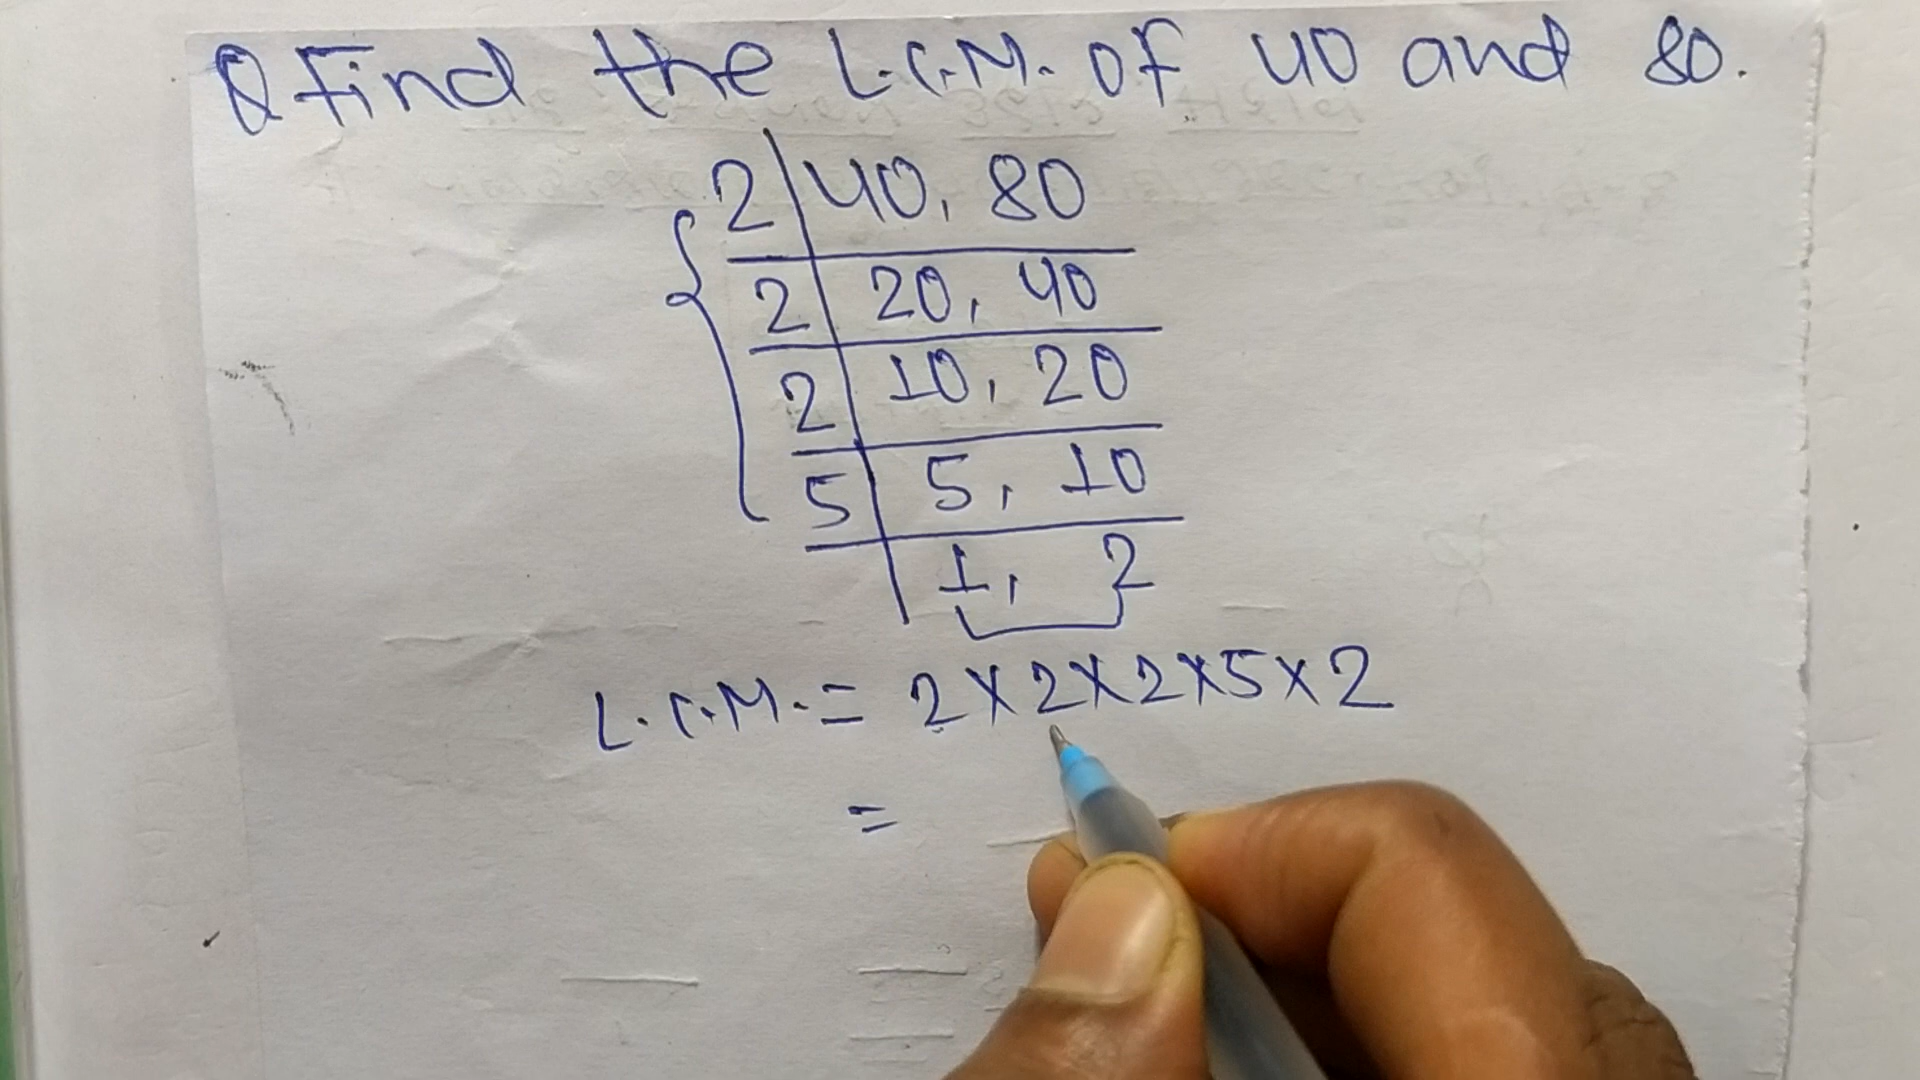 Q Find the L.C.M. of 40 and 80.
2 | 40, 80
2 | 20, 40
2 | 10, 20
5 | 5, 10
1, 2
L.C.M. = 2 X 2 X 2 X 5 X 2
=